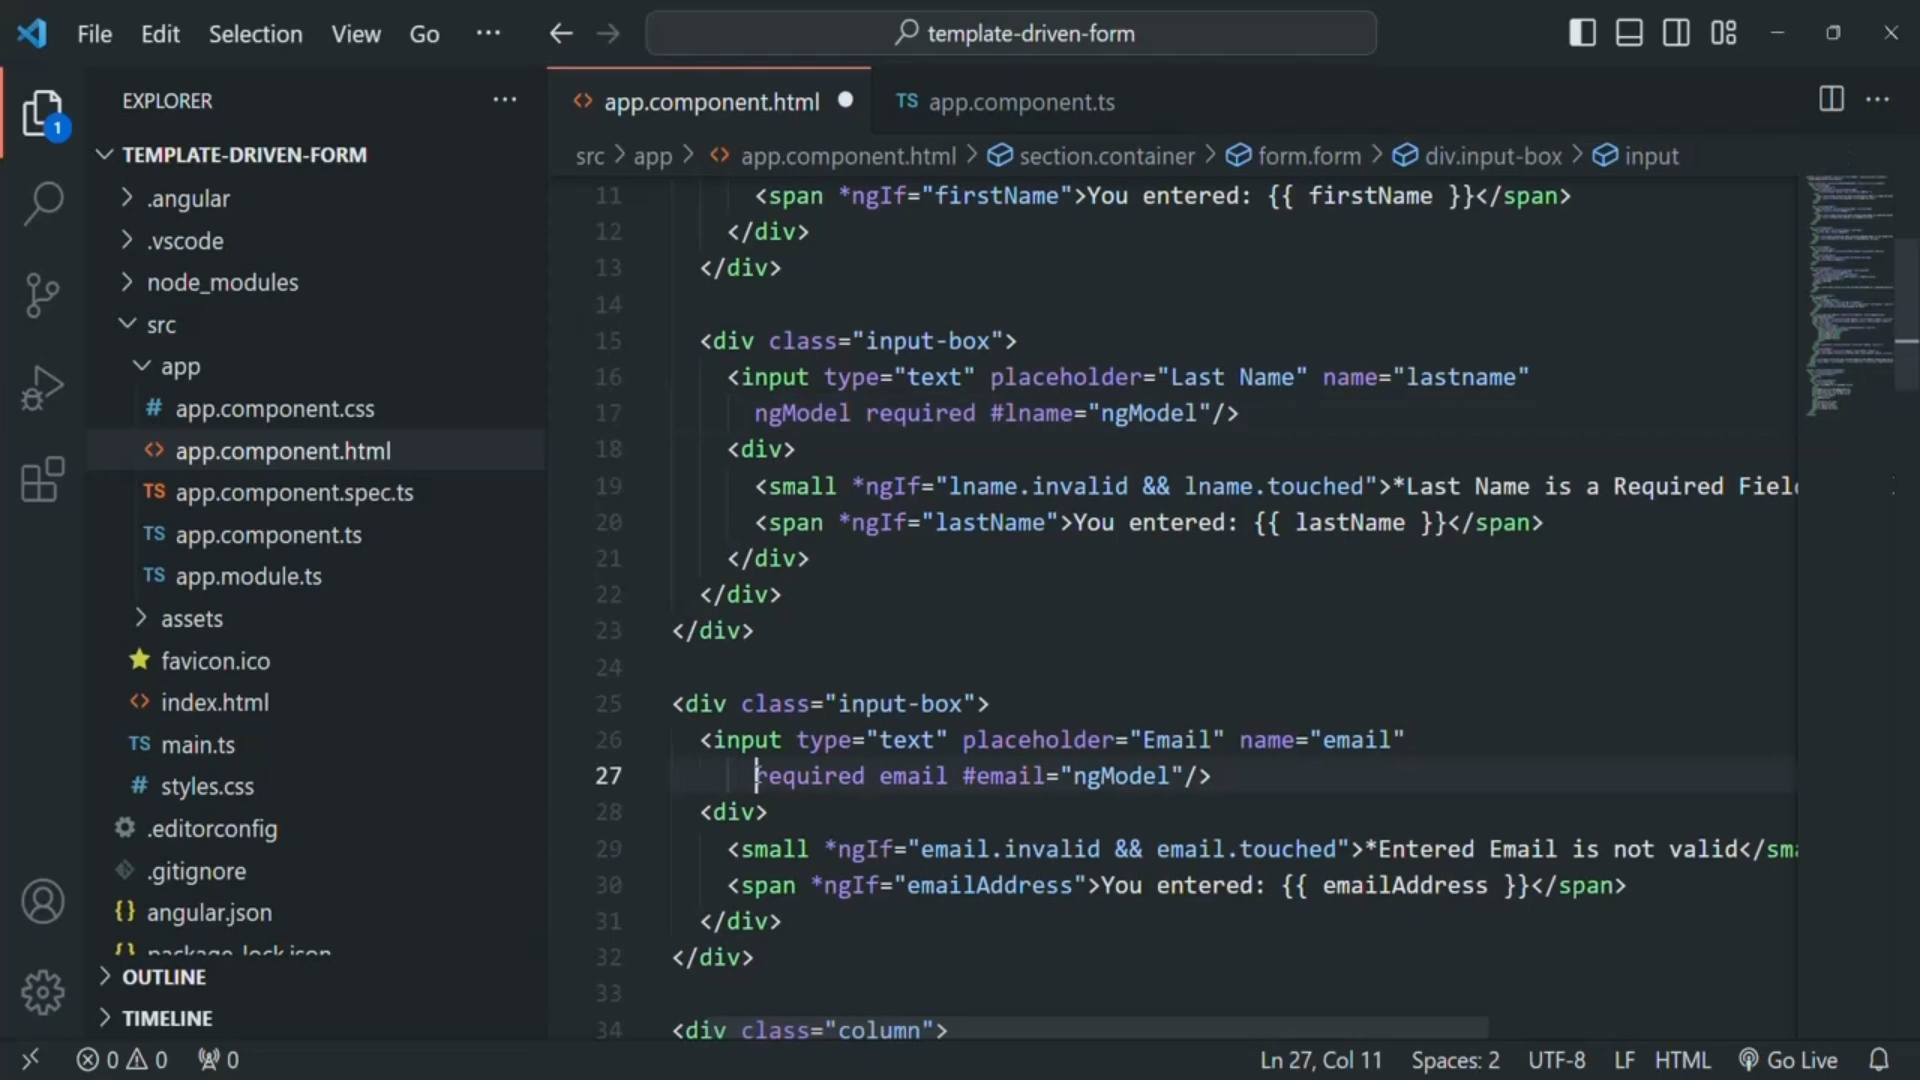 File Edit Selection View Go ··· template-driven-form
EXPLORER ···
TEMPLATE-DRIVEN-FORM
.angular
.vscode
node_modules
src
app
# app.component.css
<> app.component.html
TS app.component.spec.ts
TS app.component.ts
TS app.module.ts
assets
favicon.ico
<> index.html
TS main.ts
# styles.css
.editorconfig
.gitignore
{} angular.json
{} package-lock.json
OUTLINE
TIMELINE
1
<> app.component.html ● TS app.component.ts
src > app > <> app.component.html > section.container > form.form > div.input-box > input
11 <span *ngIf="firstName">You entered: {{ firstName }}</span>
12 </div>
13 </div>
14
15 <div class="input-box">
16 <input type="text" placeholder="Last Name" name="lastname"
17 ngModel required #lname="ngModel"/>
18 <div>
19 <small *ngIf="lname.invalid && lname.touched">*Last Name is a Required Fiel
20 <span *ngIf="lastName">You entered: {{ lastName }}</span>
21 </div>
22 </div>
23 </div>
24
25 <div class="input-box">
26 <input type="text" placeholder="Email" name="email"
27 required email #email="ngModel"/>
28 <div>
29 <small *ngIf="email.invalid && email.touched">*Entered Email is not valid</sma
30 <span *ngIf="emailAddress">You entered: {{ emailAddress }}</span>
31 </div>
32 </div>
33
34 <div class="column">
0 0 0 Ln 27, Col 11 Spaces: 2 UTF-8 LF HTML Go Live